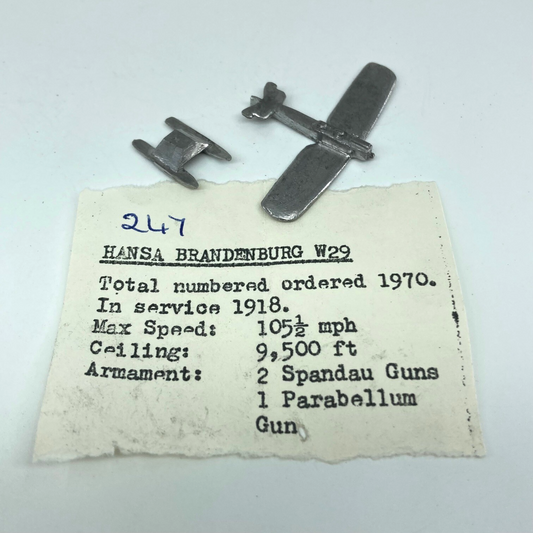 247
HANSA BRANDENBURG W29
Total numbered ordered 1970.
In service 1918.
Max Speed: 105½ mph
Ceiling: 9,500 ft
Armament: 2 Spandau Guns
1 Parabellum
Gun